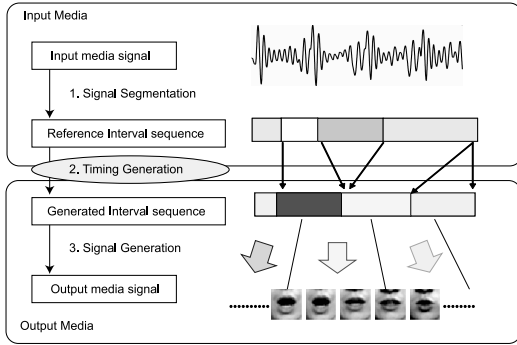 Input Media
Input media signal
1. Signal Segmentation
Reference Interval sequence
2. Timing Generation
Generated Interval sequence
3. Signal Generation
Output media signal
Output Media